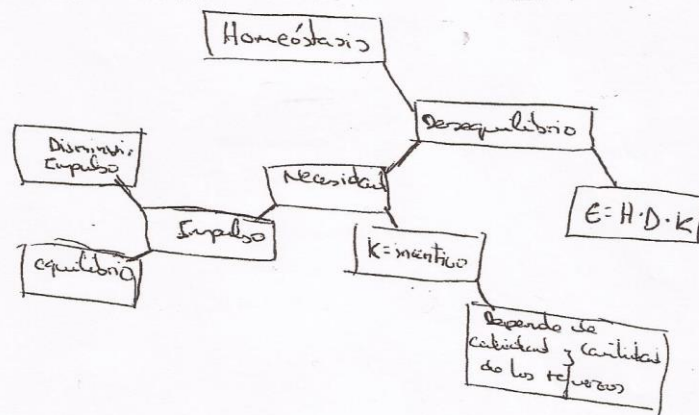 Homeóstasis
Desequilibrio
Disminuir
Impulso
Necesidad
E = H · D · K
Impulso
K = incentivo
equilibrio
Depende de
calidad y cantidad
de los refuerzos